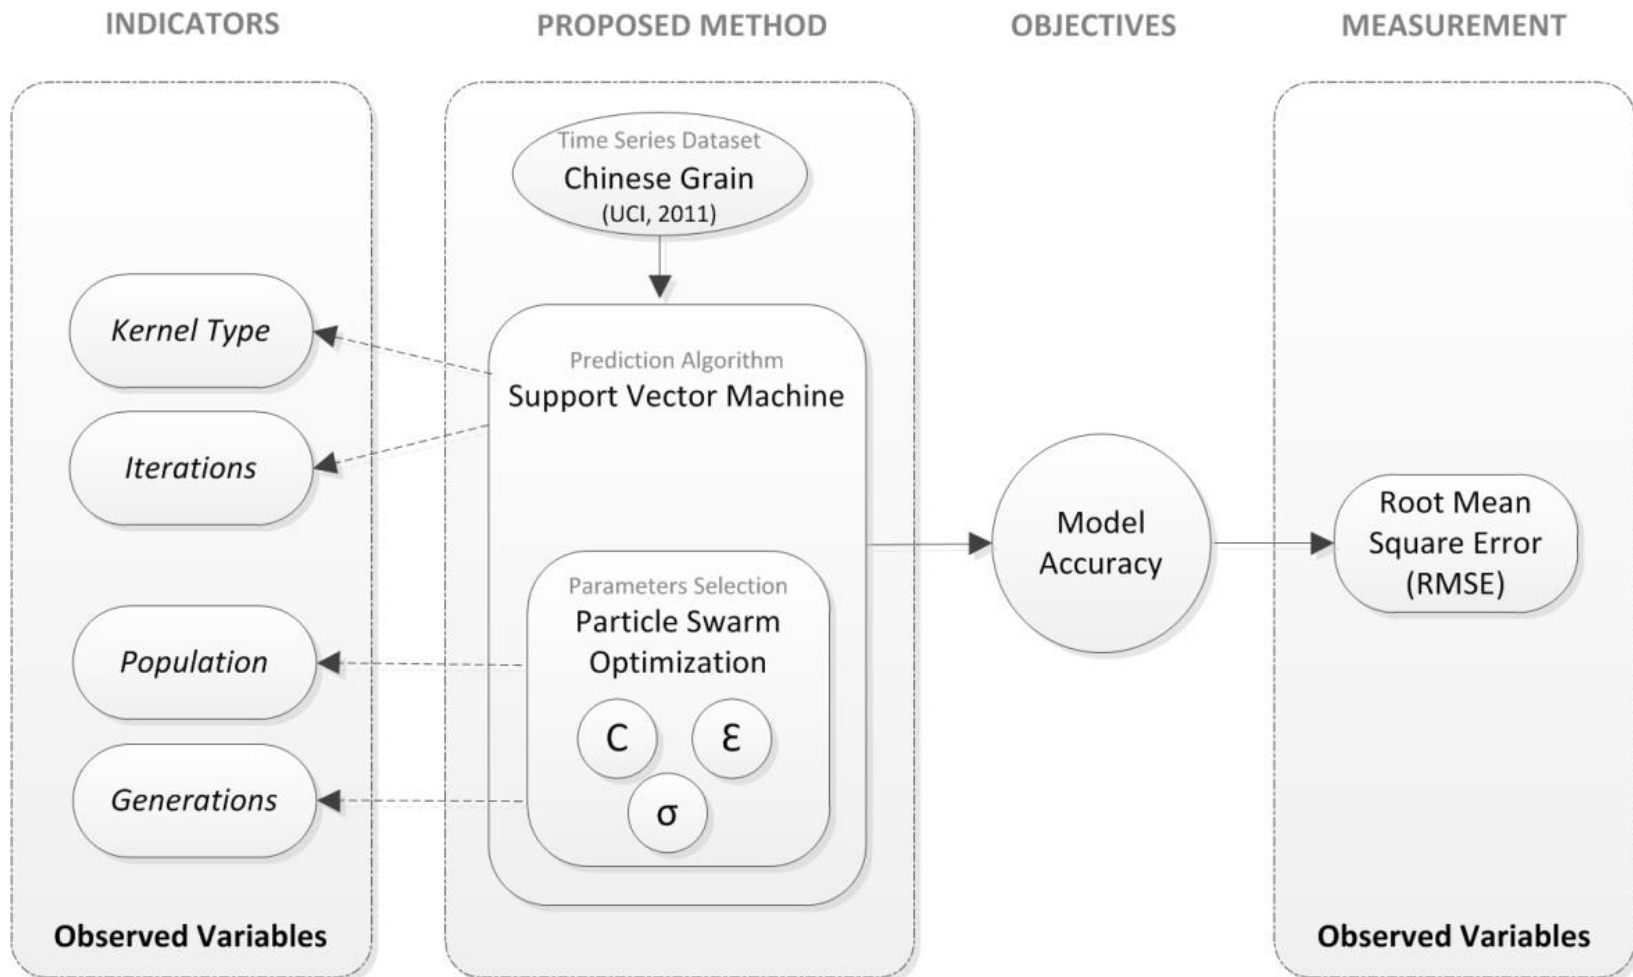 INDICATORS
PROPOSED METHOD
OBJECTIVES
MEASUREMENT
Time Series Dataset
Chinese Grain
(UCI, 2011)
Kernel Type
Iterations
Population
Generations
Observed Variables
Prediction Algorithm
Support Vector Machine
Parameters Selection
Particle Swarm
Optimization
C
Ɛ
σ
Model
Accuracy
Root Mean
Square Error
(RMSE)
Observed Variables